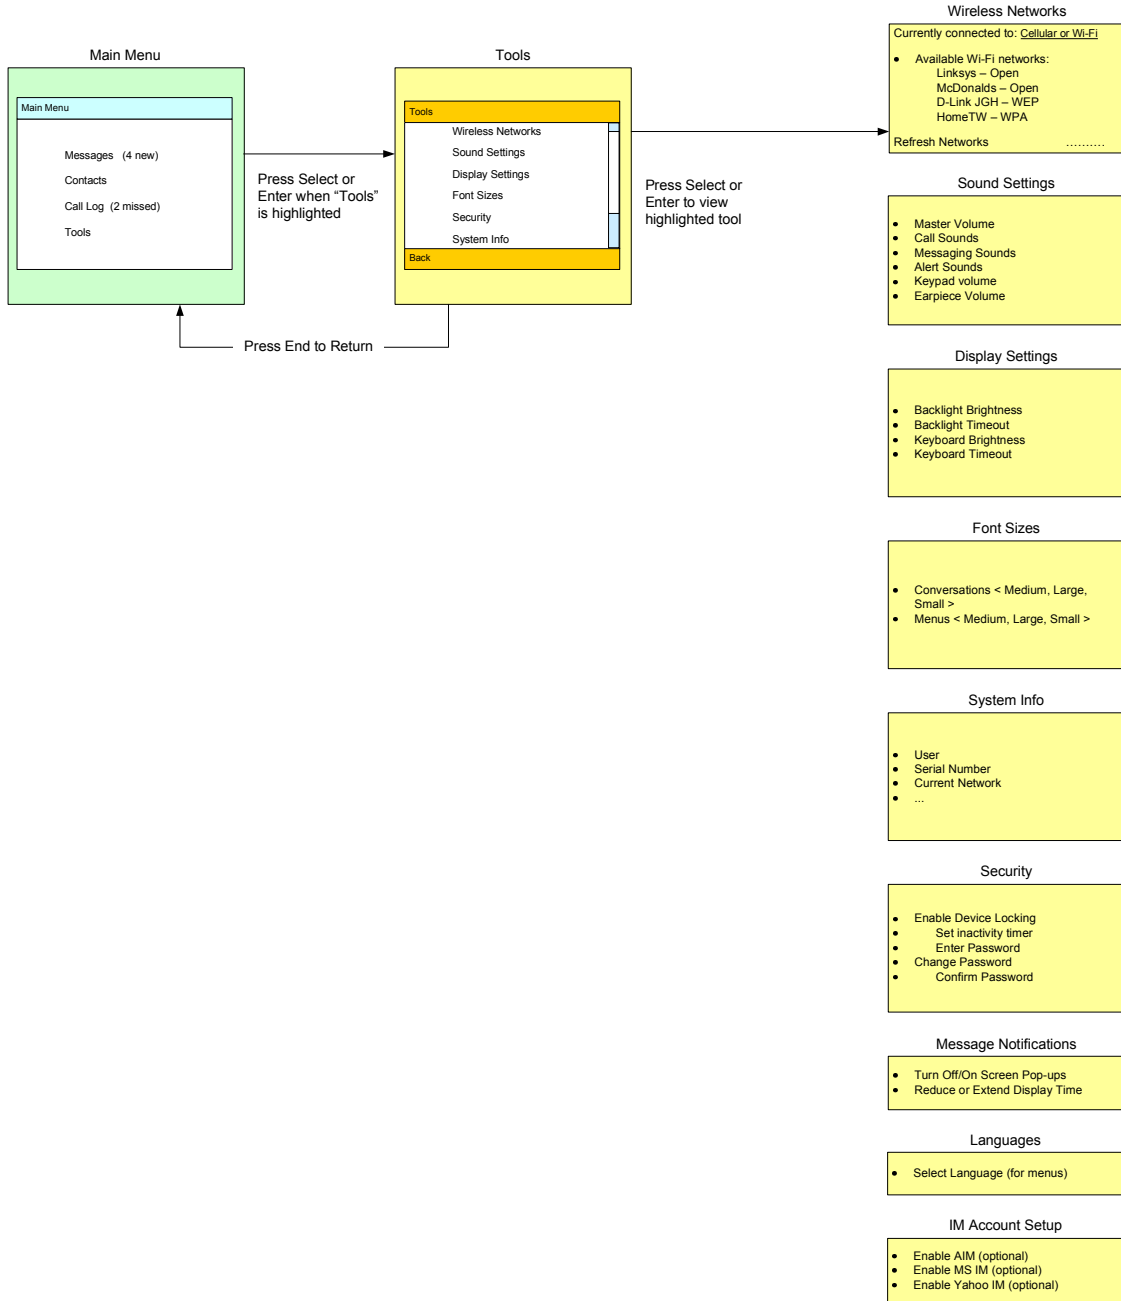 Main Menu
Main Menu
Messages (4 new)
Contacts
Call Log (2 missed)
Tools
Press Select or
Enter when “Tools”
is highlighted
Tools
Tools
Wireless Networks
Sound Settings
Display Settings
Font Sizes
Security
System Info
Back
Press End to Return
Press Select or
Enter to view
highlighted tool
Wireless Networks
Currently connected to: Cellular or Wi-Fi
• Available Wi-Fi networks:
Linksys – Open
McDonalds – Open
D-Link JGH – WEP
HomeTW – WPA
Refresh Networks ..........
Sound Settings
• Master Volume
• Call Sounds
• Messaging Sounds
• Alert Sounds
• Keypad volume
• Earpiece Volume
Display Settings
• Backlight Brightness
• Backlight Timeout
• Keyboard Brightness
• Keyboard Timeout
Font Sizes
• Conversations < Medium, Large,
Small >
• Menus < Medium, Large, Small >
System Info
• User
• Serial Number
• Current Network
• ...
Security
• Enable Device Locking
• Set inactivity timer
• Enter Password
• Change Password
• Confirm Password
Message Notifications
• Turn Off/On Screen Pop-ups
• Reduce or Extend Display Time
Languages
• Select Language (for menus)
IM Account Setup
• Enable AIM (optional)
• Enable MS IM (optional)
• Enable Yahoo IM (optional)